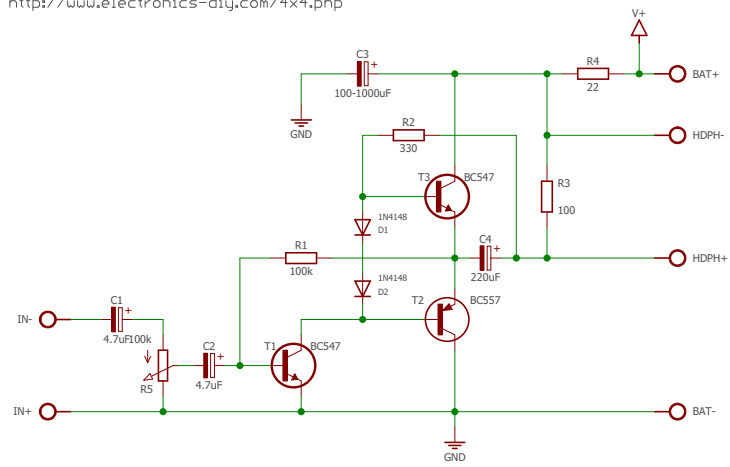 http://www.electronics-diy.com/4x4.php
V+
C3
+
100-1000uF
R4
22
BAT+
GND
R2
330
HDPH-
T3
BC547
R3
100
1N4148
D1
R1
100k
C4
+
220uF
HDPH+
1N4148
D2
T2
BC557
C1
+
IN-
4.7uF
100k
C2
+
4.7uF
T1
BC547
R5
IN+
BAT-
GND